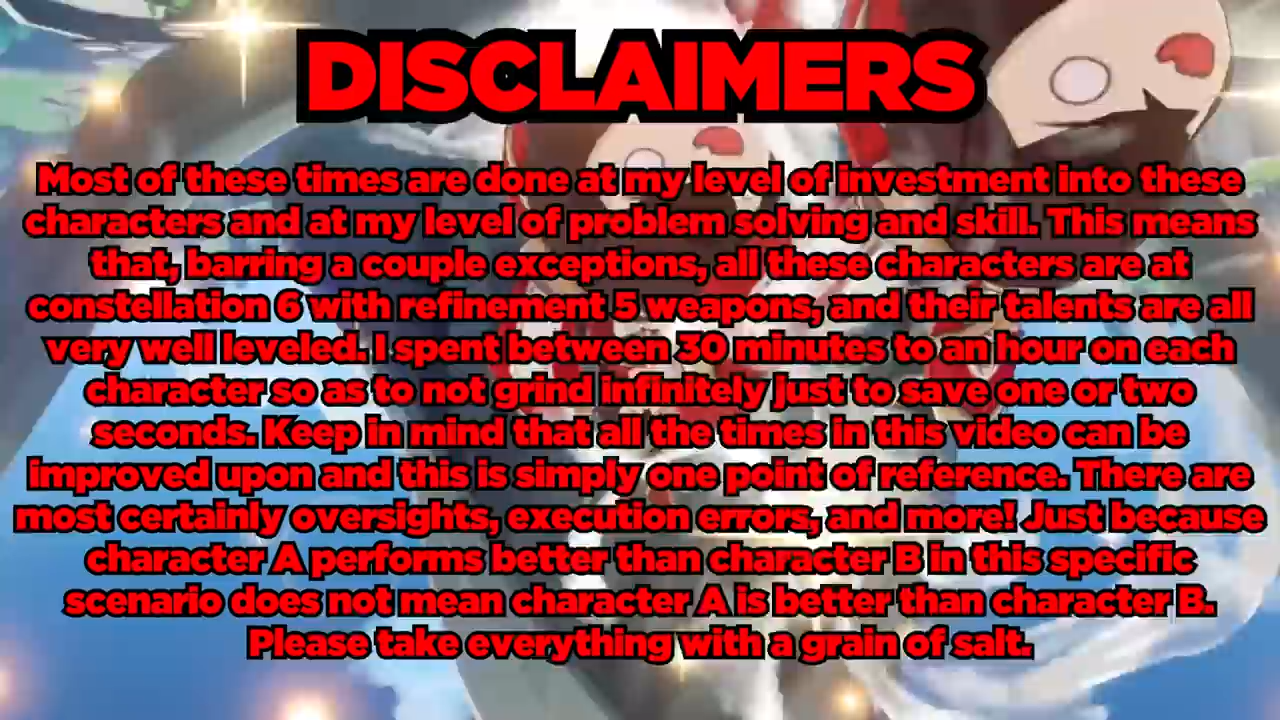 DISCLAIMERS
Most of these times are done at my level of investment into these
characters and at my level of problem solving and skill. This means
that, barring a couple exceptions, all these characters are at
constellation 6 with refinement 5 weapons, and their talents are all
very well leveled. I spent between 30 minutes to an hour on each
character so as to not grind infinitely just to save one or two
seconds. Keep in mind that all the times in this video can be
improved upon and this is simply one point of reference. There are
most certainly oversights, execution errors, and more! Just because
character A performs better than character B in this specific
scenario does not mean character A is better than character B.
Please take everything with a grain of salt.